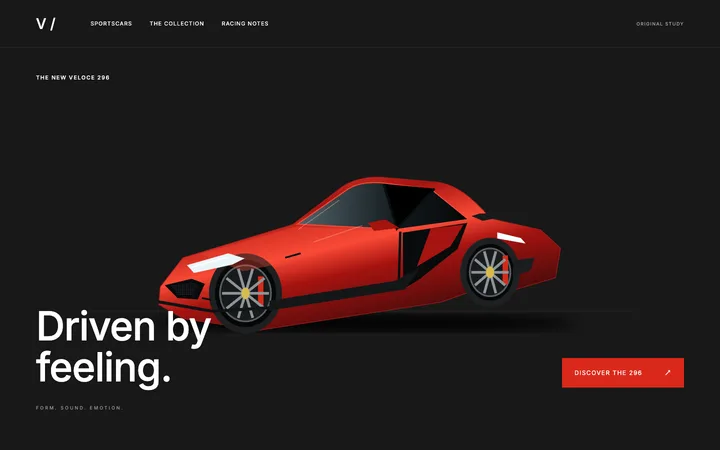 V /
SPORTSCARS
THE COLLECTION
RACING NOTES
ORIGINAL STUDY
THE NEW VELOCE 296
Driven by
feeling.
FORM. SOUND. EMOTION.
DISCOVER THE 296 ↗